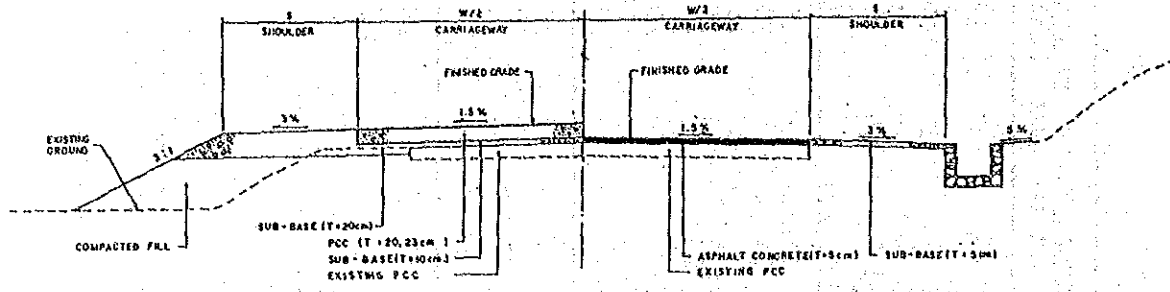 S
SHOULDER
W/2
CARRIAGEWAY
W/2
CARRIAGEWAY
S
SHOULDER
FINISHED GRADE
FINISHED GRADE
3 %
1.5 %
1.5 %
3 %
5 %
EXISTING
GROUND
COMPACTED FILL
SUB-BASE (T=20cm)
PCC (T=20,23cm)
SUB-BASE (T=10cm)
EXISTING PCC
ASPHALT CONCRETE (T=5cm)
EXISTING PCC
SUB-BASE (T=5cm)